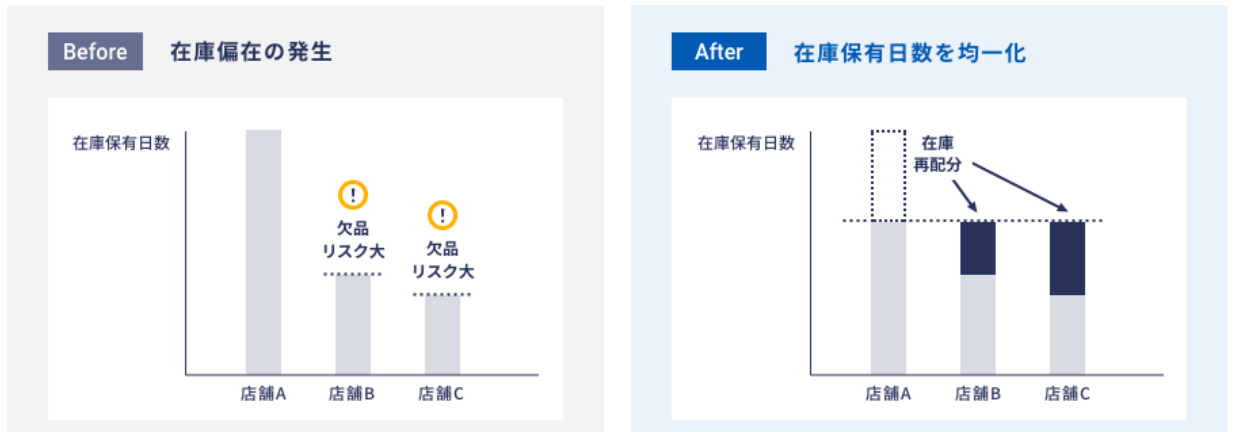 Before
在庫偏在の発生
在庫保有日数
!
欠品
リスク大
!
欠品
リスク大
店舗A
店舗B
店舗C
After
在庫保有日数を均一化
在庫保有日数
在庫
再配分
店舗A
店舗B
店舗C